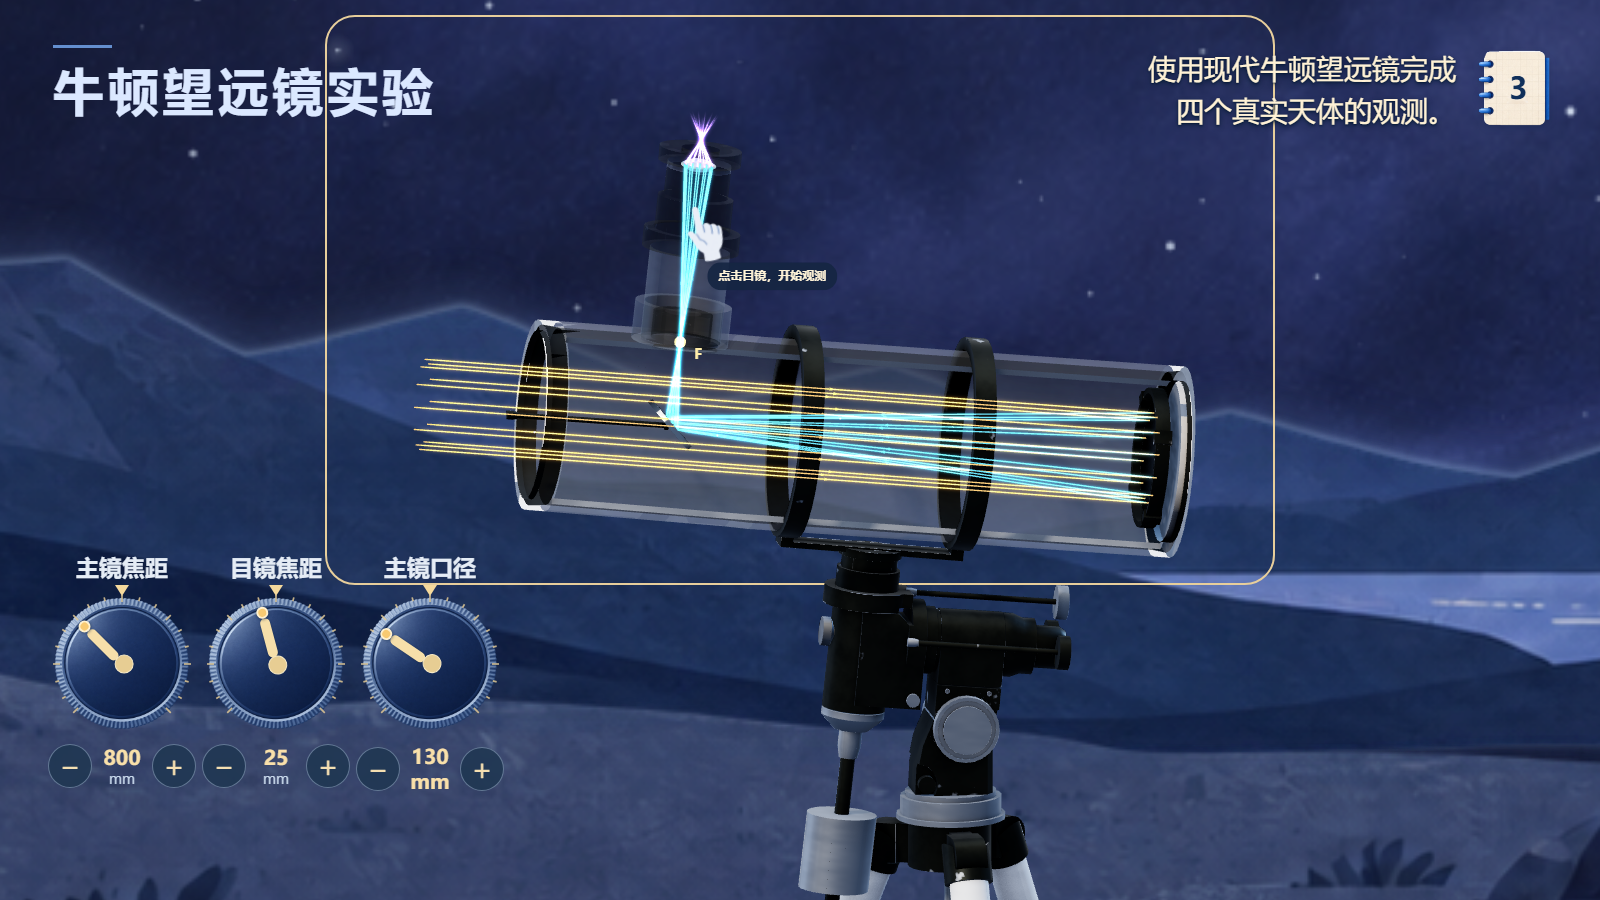 牛顿望远镜实验
使用现代牛顿望远镜完成
四个真实天体的观测。
3
点击目镜，开始观测
F
主镜焦距
目镜焦距
主镜口径
− 800 mm +
− 25 mm +
− 130 mm +